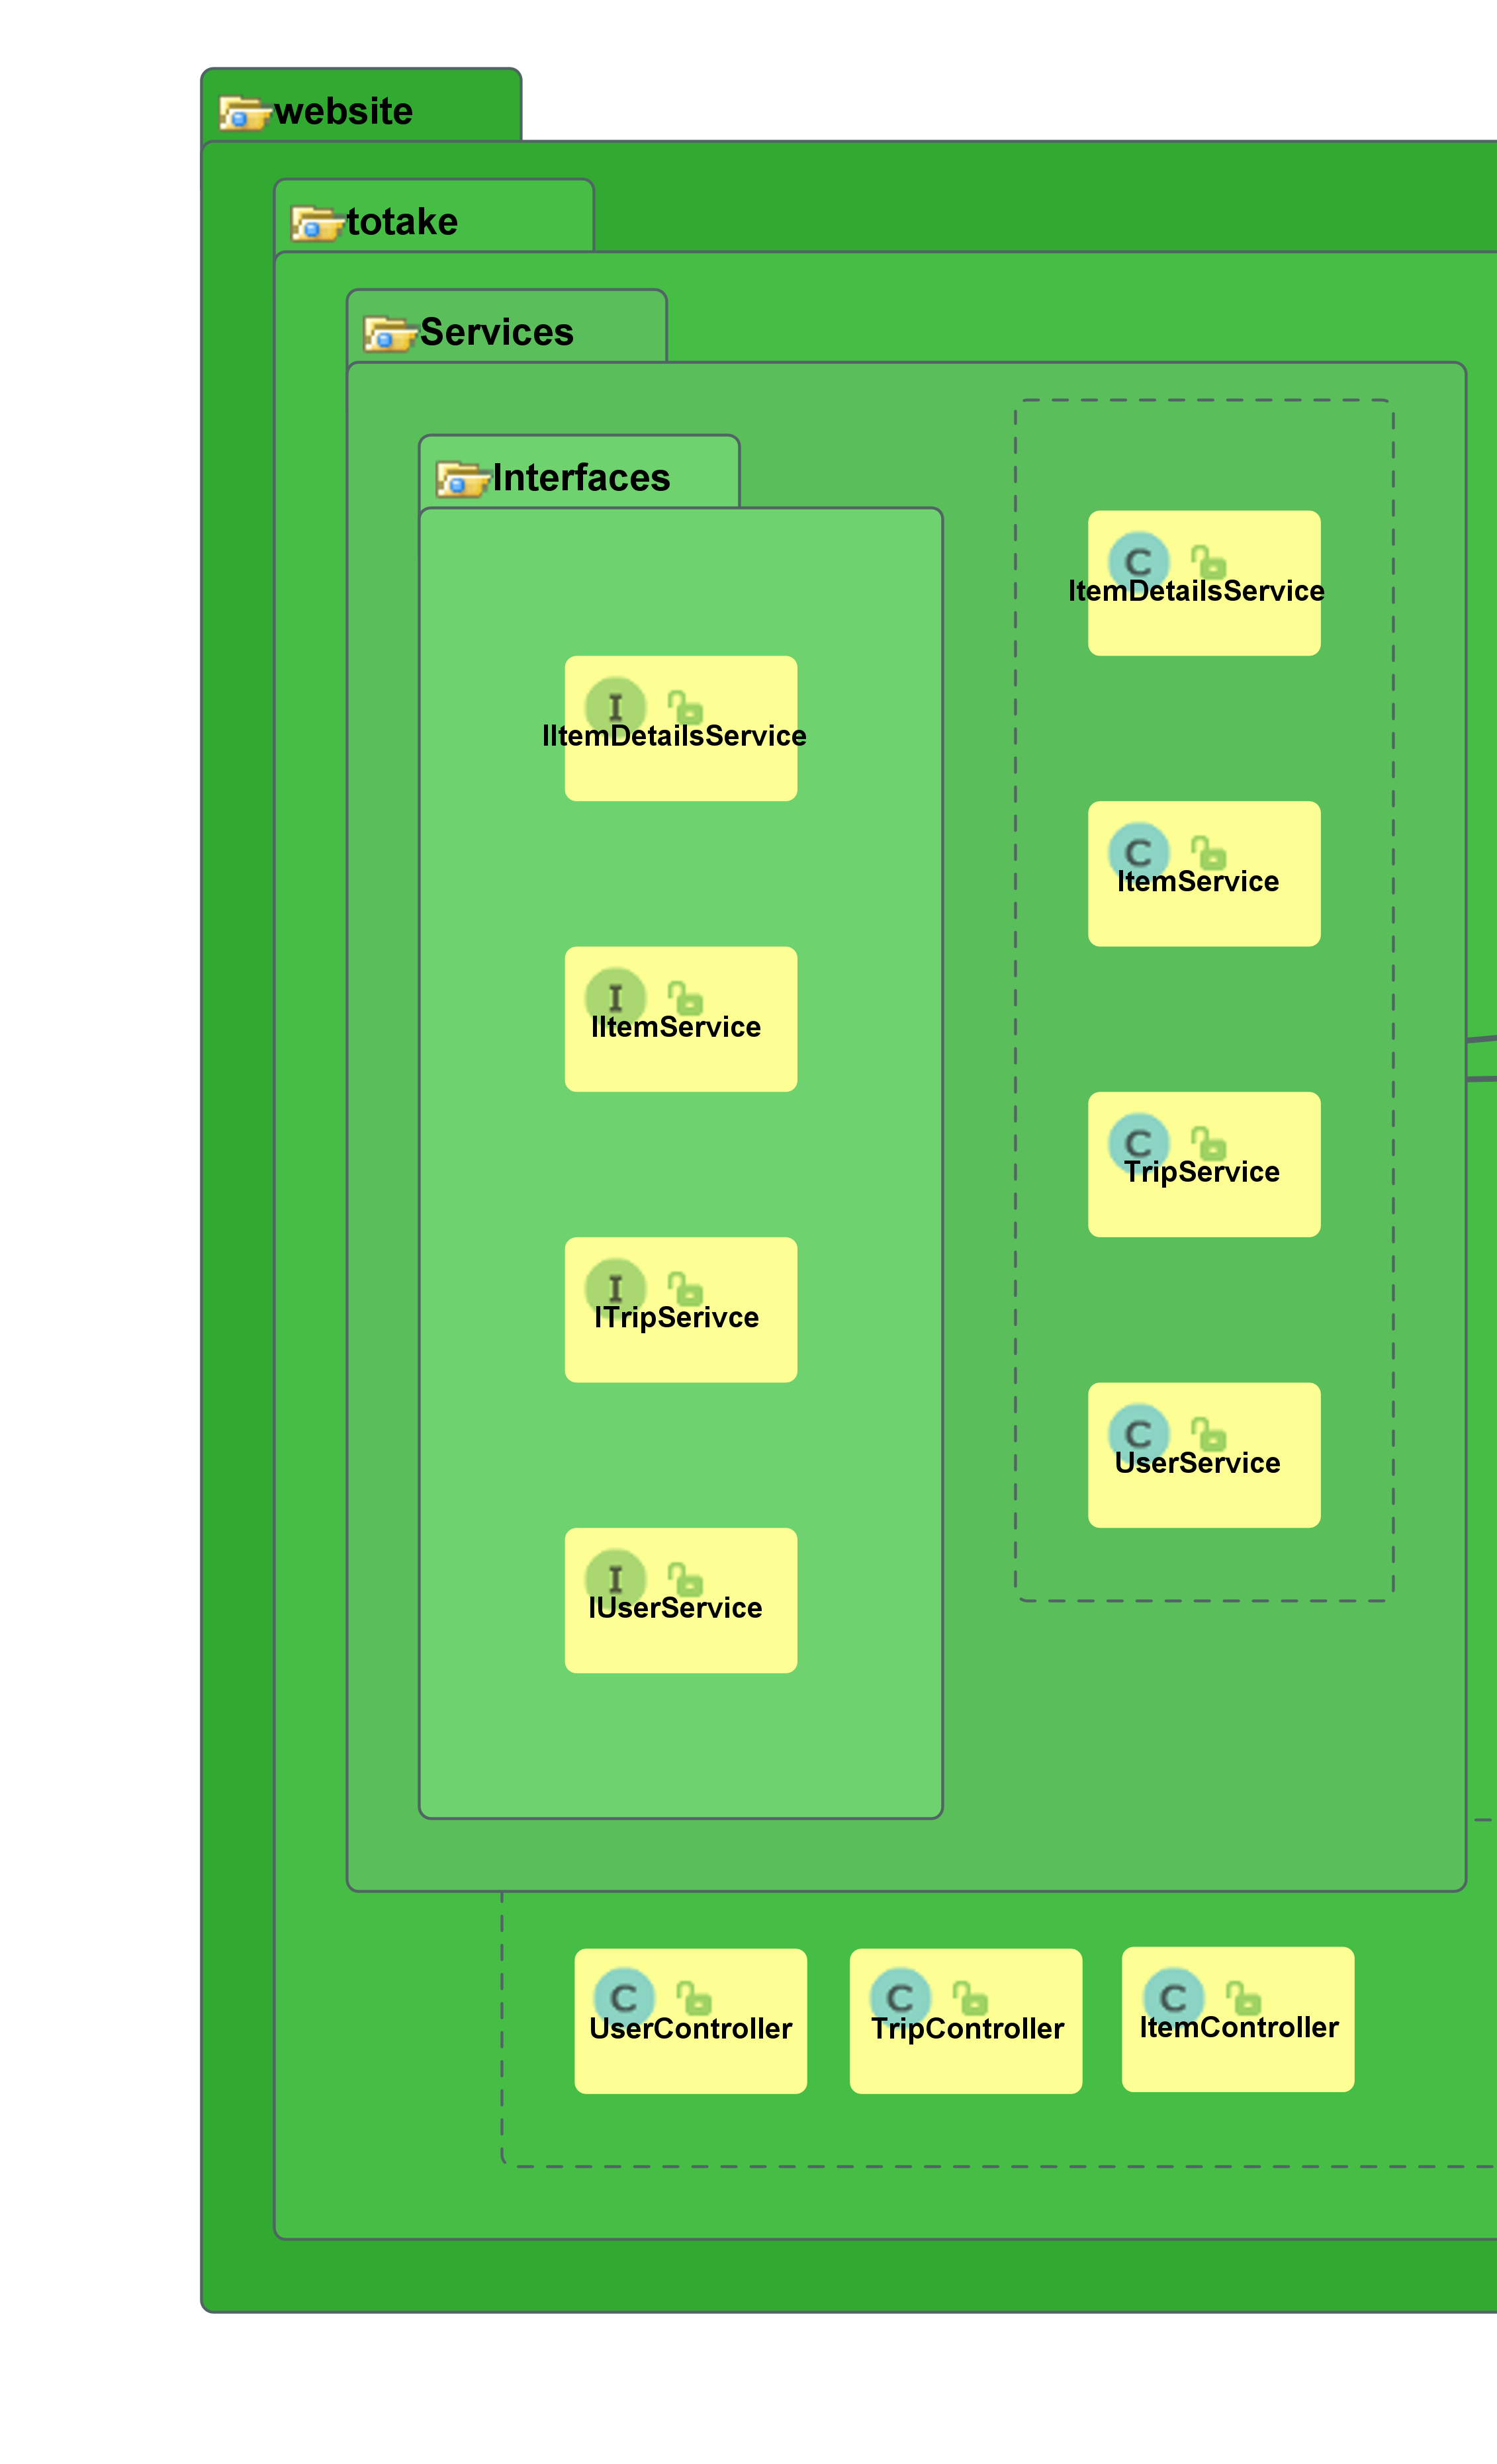 website
totake
Services
Interfaces
IItemDetailsService
IItemService
ITripSerivce
IUserService
ItemDetailsService
ItemService
TripService
UserService
UserController
TripController
ItemController